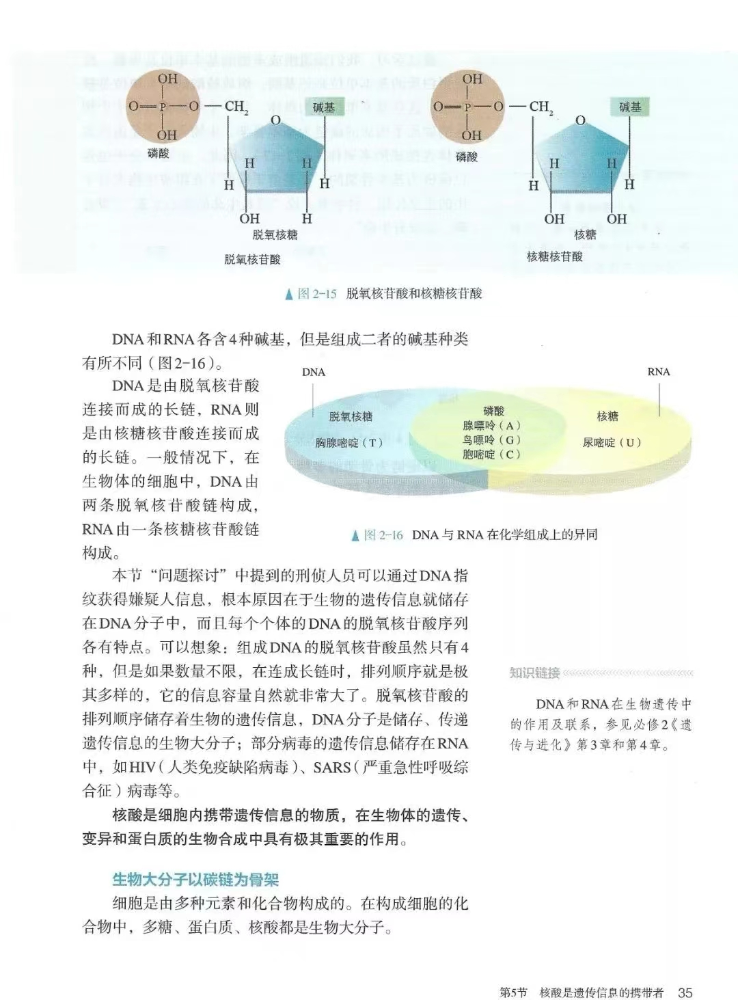 OH
O=P—O—CH₂
OH
磷酸
碱基
O
H H
H H
OH H
脱氧核糖
脱氧核苷酸
OH
O=P—O—CH₂
OH
磷酸
碱基
O
H H
H H
OH OH
核糖
核糖核苷酸
▲图2-15 脱氧核苷酸和核糖核苷酸
DNA和RNA各含4种碱基，但是组成二者的碱基种类
有所不同（图2-16）。
DNA是由脱氧核苷酸
连接而成的长链，RNA则
是由核糖核苷酸连接而成
的长链。一般情况下，在
生物体的细胞中，DNA由
两条脱氧核苷酸链构成，
RNA由一条核糖核苷酸链
构成。
DNA
RNA
脱氧核糖
胸腺嘧啶（T）
磷酸
腺嘌呤（A）
鸟嘌呤（G）
胞嘧啶（C）
核糖
尿嘧啶（U）
▲图2-16 DNA与RNA在化学组成上的异同
本节“问题探讨”中提到的刑侦人员可以通过DNA指
纹获得嫌疑人信息，根本原因在于生物的遗传信息就储存
在DNA分子中，而且每个个体的DNA的脱氧核苷酸序列
各有特点。可以想象：组成DNA的脱氧核苷酸虽然只有4
种，但是如果数量不限，在连成长链时，排列顺序就是极
其多样的，它的信息容量自然就非常大了。脱氧核苷酸的
排列顺序储存着生物的遗传信息，DNA分子是储存、传递
遗传信息的生物大分子；部分病毒的遗传信息储存在RNA
中，如HIV（人类免疫缺陷病毒）、SARS（严重急性呼吸综
合征）病毒等。
核酸是细胞内携带遗传信息的物质，在生物体的遗传、
变异和蛋白质的生物合成中具有极其重要的作用。
知识链接
DNA和RNA在生物遗传中
的作用及联系，参见必修2《遗
传与进化》第3章和第4章。
生物大分子以碳链为骨架
细胞是由多种元素和化合物构成的。在构成细胞的化
合物中，多糖、蛋白质、核酸都是生物大分子。
第5节 核酸是遗传信息的携带者 35